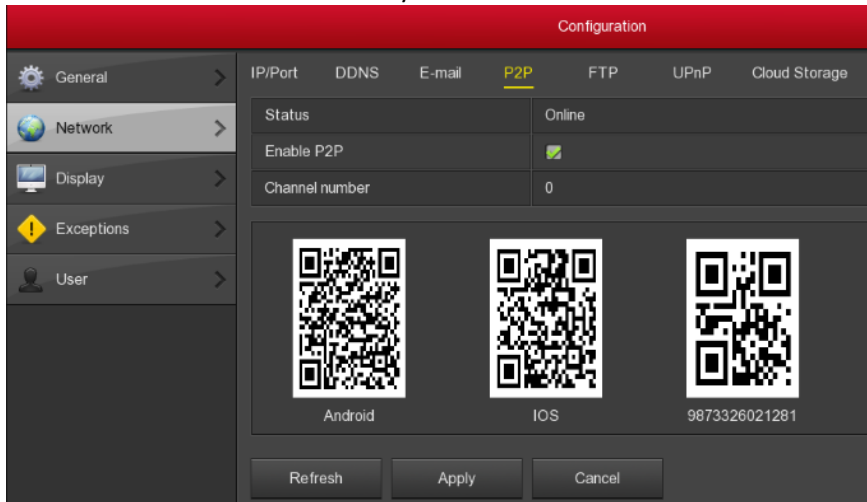 Configuration
General
IP/Port DDNS E-mail P2P FTP UPnP Cloud Storage
Network
Status Online
Enable P2P
Display
Channel number 0
Exceptions
User
Android IOS 9873326021281
Refresh Apply Cancel